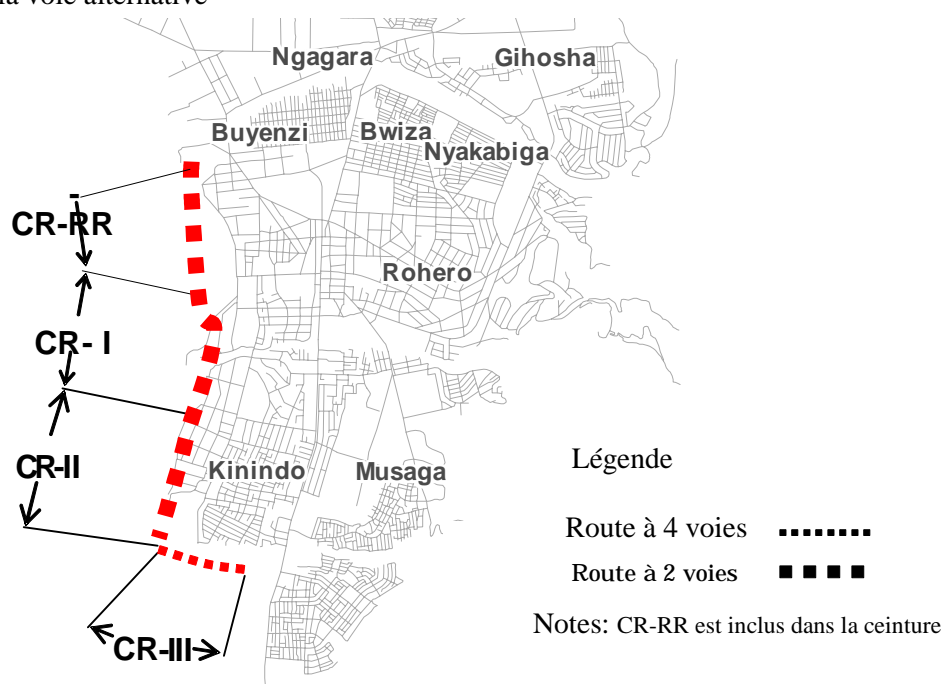 la voie alternative
Ngagara
Gihosha
Buyenzi
Bwiza
Nyakabiga
CR-RR
Rohero
CR- I
CR-II
Kinindo
Musaga
Légende
Route à 4 voies
Route à 2 voies
Notes: CR-RR est inclus dans la ceinture
CR-III